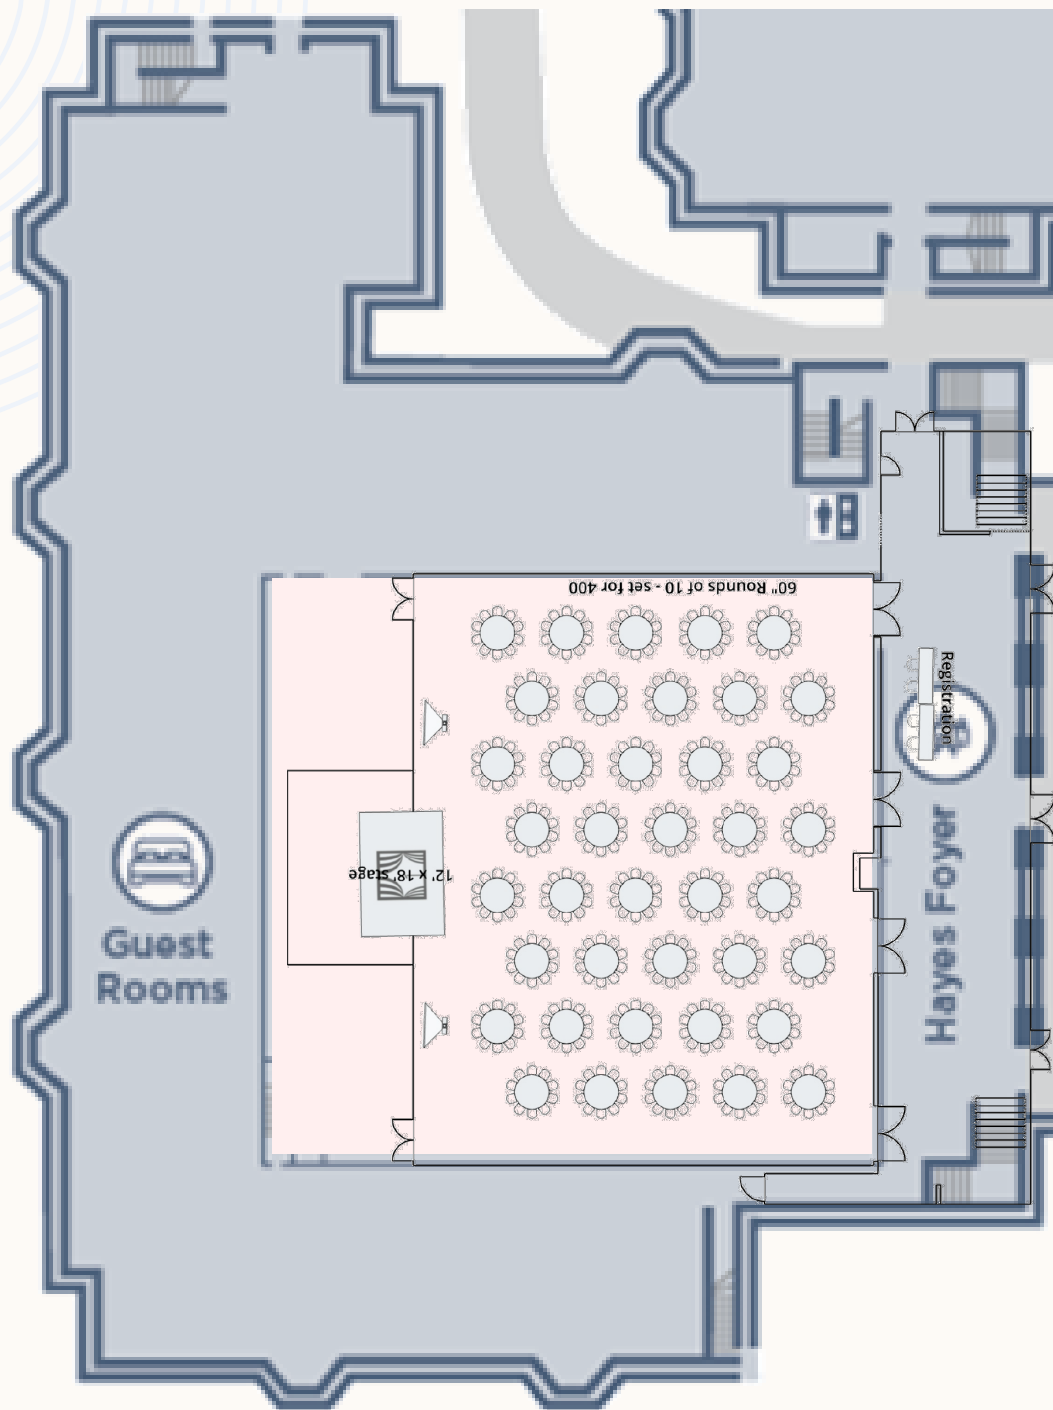 60" Rounds of 10 - set for 400
Registration
12' x 18' stage
Guest
Rooms
Hayes Foyer